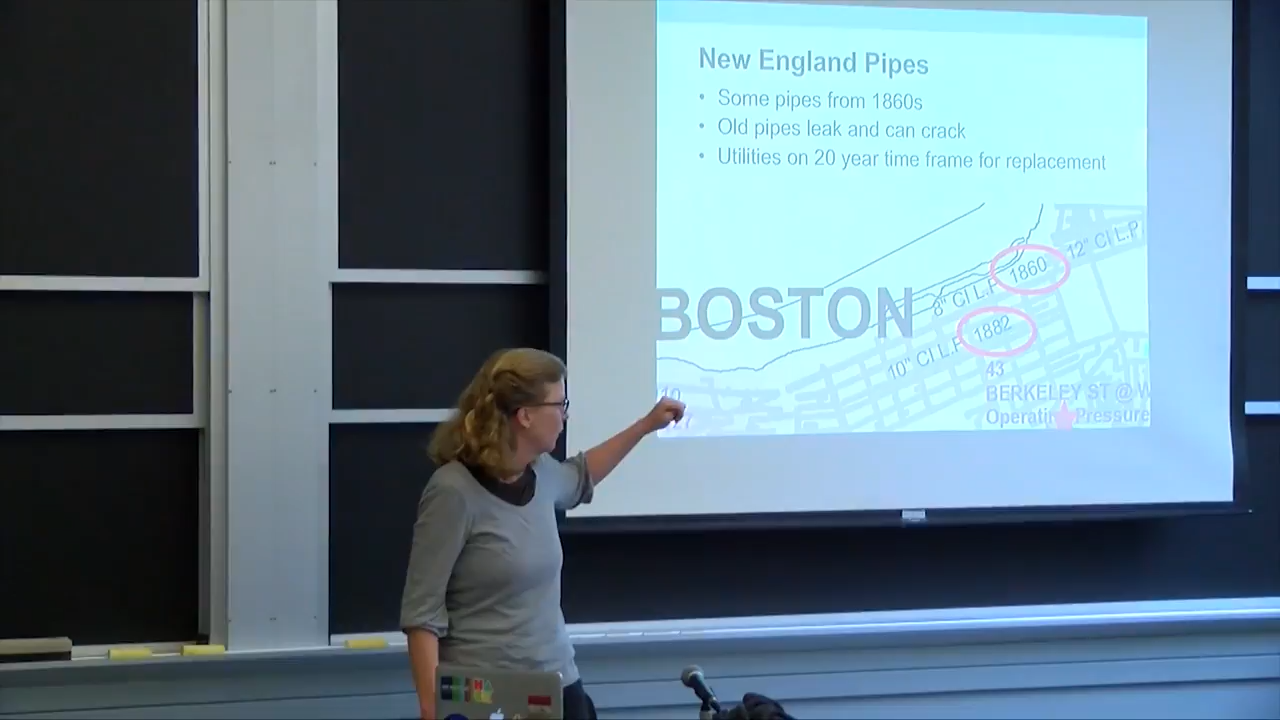 New England Pipes
• Some pipes from 1860s
• Old pipes leak and can crack
• Utilities on 20 year time frame for replacement
12" CI L.P.
1860
8" CI L.P
BOSTON
1882
10" CI L.P
43
BERKELEY ST @ W
Operating Pressure